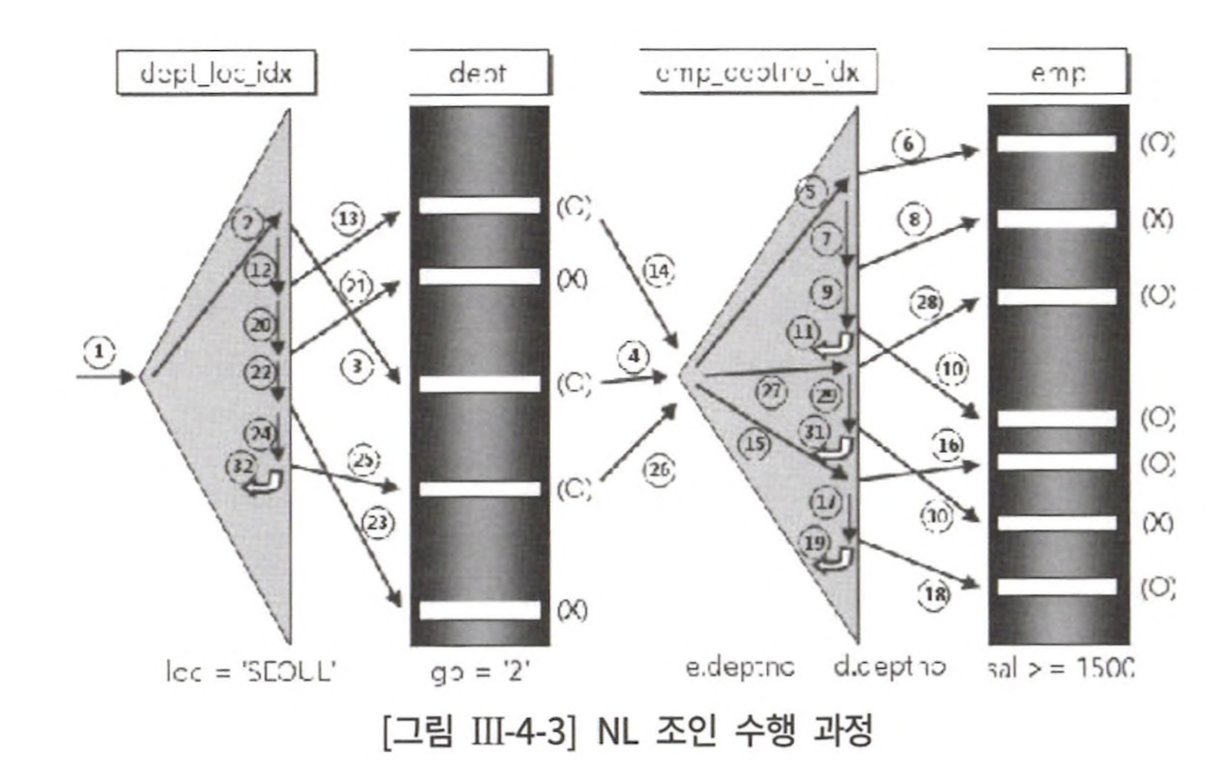 dept_loc_idx
dept
emp_deptno_idx
emp
1
2
12
20
22
24
32
13
21
3
25
23
(O)
(X)
(O)
(O)
(X)
14
4
26
5
7
9
11
27
29
31
15
17
19
6
8
28
10
16
30
18
(O)
(X)
(O)
(O)
(O)
(X)
(O)
loc = 'SEOUL'
gb = '2'
e.deptno
d.deptno
sal >= 1500
[그림 III-4-3] NL 조인 수행 과정